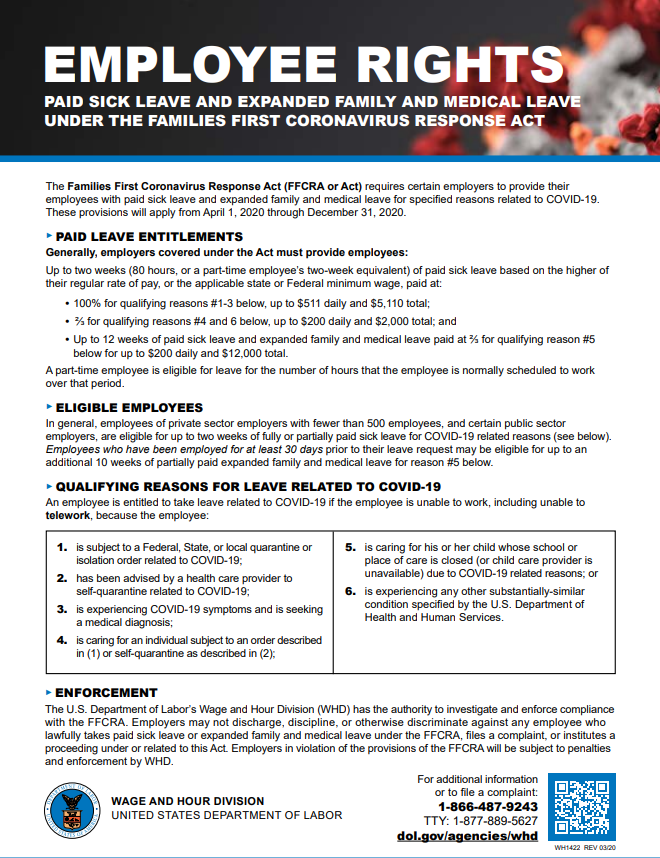 EMPLOYEE RIGHTS
PAID SICK LEAVE AND EXPANDED FAMILY AND MEDICAL LEAVE
UNDER THE FAMILIES FIRST CORONAVIRUS RESPONSE ACT
The Families First Coronavirus Response Act (FFCRA or Act) requires certain employers to provide their
employees with paid sick leave and expanded family and medical leave for specified reasons related to COVID-19.
These provisions will apply from April 1, 2020 through December 31, 2020.
► PAID LEAVE ENTITLEMENTS
Generally, employers covered under the Act must provide employees:
Up to two weeks (80 hours, or a part-time employee's two-week equivalent) of paid sick leave based on the higher of
their regular rate of pay, or the applicable state or Federal minimum wage, paid at:
• 100% for qualifying reasons #1-3 below, up to $511 daily and $5,110 total;
• ⅔ for qualifying reasons #4 and 6 below, up to $200 daily and $2,000 total; and
• Up to 12 weeks of paid sick leave and expanded family and medical leave paid at ⅔ for qualifying reason #5
below for up to $200 daily and $12,000 total.
A part-time employee is eligible for leave for the number of hours that the employee is normally scheduled to work
over that period.
► ELIGIBLE EMPLOYEES
In general, employees of private sector employers with fewer than 500 employees, and certain public sector
employers, are eligible for up to two weeks of fully or partially paid sick leave for COVID-19 related reasons (see below).
Employees who have been employed for at least 30 days prior to their leave request may be eligible for up to an
additional 10 weeks of partially paid expanded family and medical leave for reason #5 below.
► QUALIFYING REASONS FOR LEAVE RELATED TO COVID-19
An employee is entitled to take leave related to COVID-19 if the employee is unable to work, including unable to
telework, because the employee:
1. is subject to a Federal, State, or local quarantine or
isolation order related to COVID-19;
2. has been advised by a health care provider to
self-quarantine related to COVID-19;
3. is experiencing COVID-19 symptoms and is seeking
a medical diagnosis;
4. is caring for an individual subject to an order described
in (1) or self-quarantine as described in (2);
5. is caring for his or her child whose school or
place of care is closed (or child care provider is
unavailable) due to COVID-19 related reasons; or
6. is experiencing any other substantially-similar
condition specified by the U.S. Department of
Health and Human Services.
► ENFORCEMENT
The U.S. Department of Labor's Wage and Hour Division (WHD) has the authority to investigate and enforce compliance
with the FFCRA. Employers may not discharge, discipline, or otherwise discriminate against any employee who
lawfully takes paid sick leave or expanded family and medical leave under the FFCRA, files a complaint, or institutes a
proceeding under or related to this Act. Employers in violation of the provisions of the FFCRA will be subject to penalties
and enforcement by WHD.
WAGE AND HOUR DIVISION
UNITED STATES DEPARTMENT OF LABOR
For additional information
or to file a complaint:
1-866-487-9243
TTY: 1-877-889-5627
dol.gov/agencies/whd
WH1422 REV 03/20